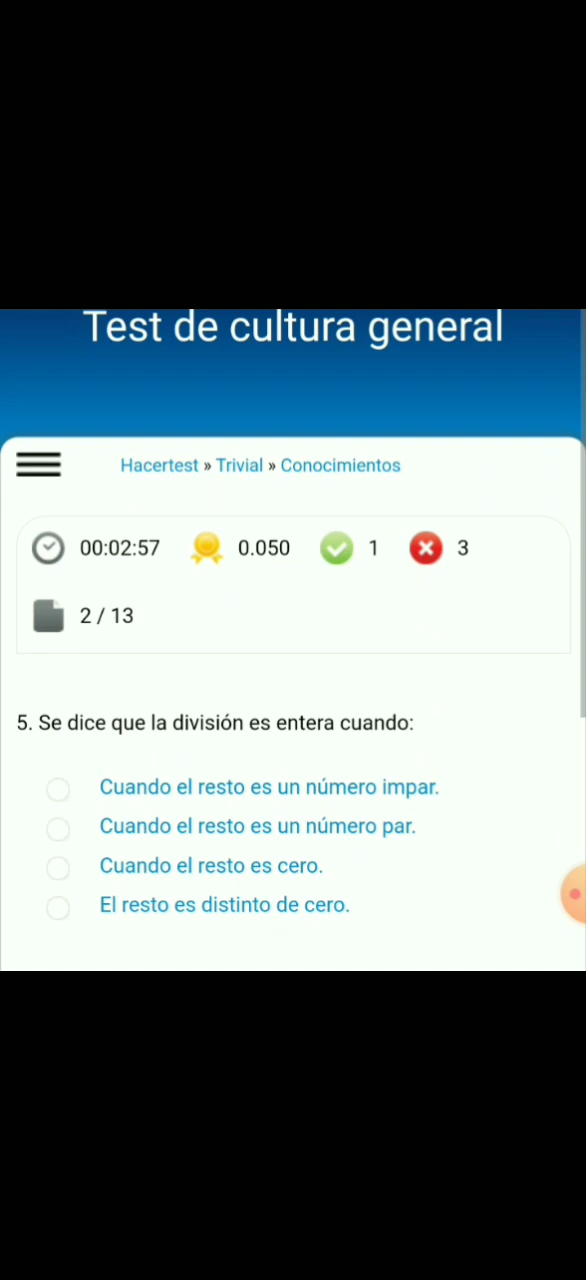 Test de cultura general
Hacertest » Trivial » Conocimientos
00:02:57 0.050 1 3
2 / 13
5. Se dice que la división es entera cuando:
Cuando el resto es un número impar.
Cuando el resto es un número par.
Cuando el resto es cero.
El resto es distinto de cero.